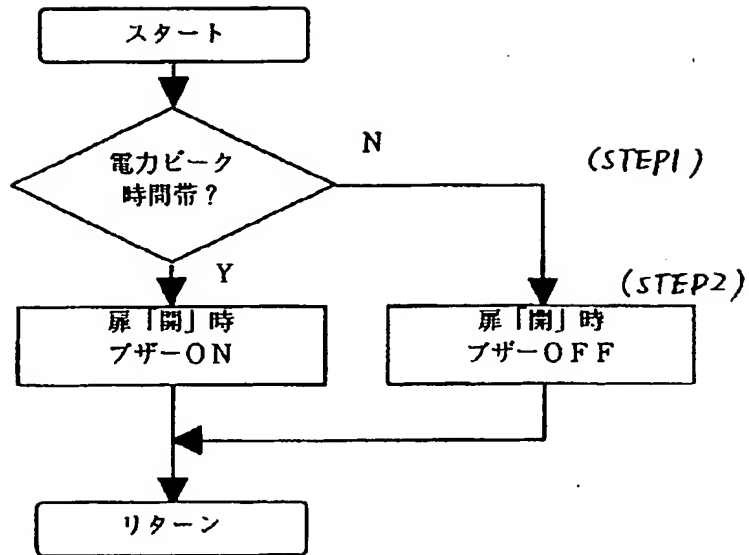 スタート
電力ピーク
時間帯？
N
(STEP1)
Y
(STEP2)
扉「開」時
ブザーON
扉「開」時
ブザーOFF
リターン